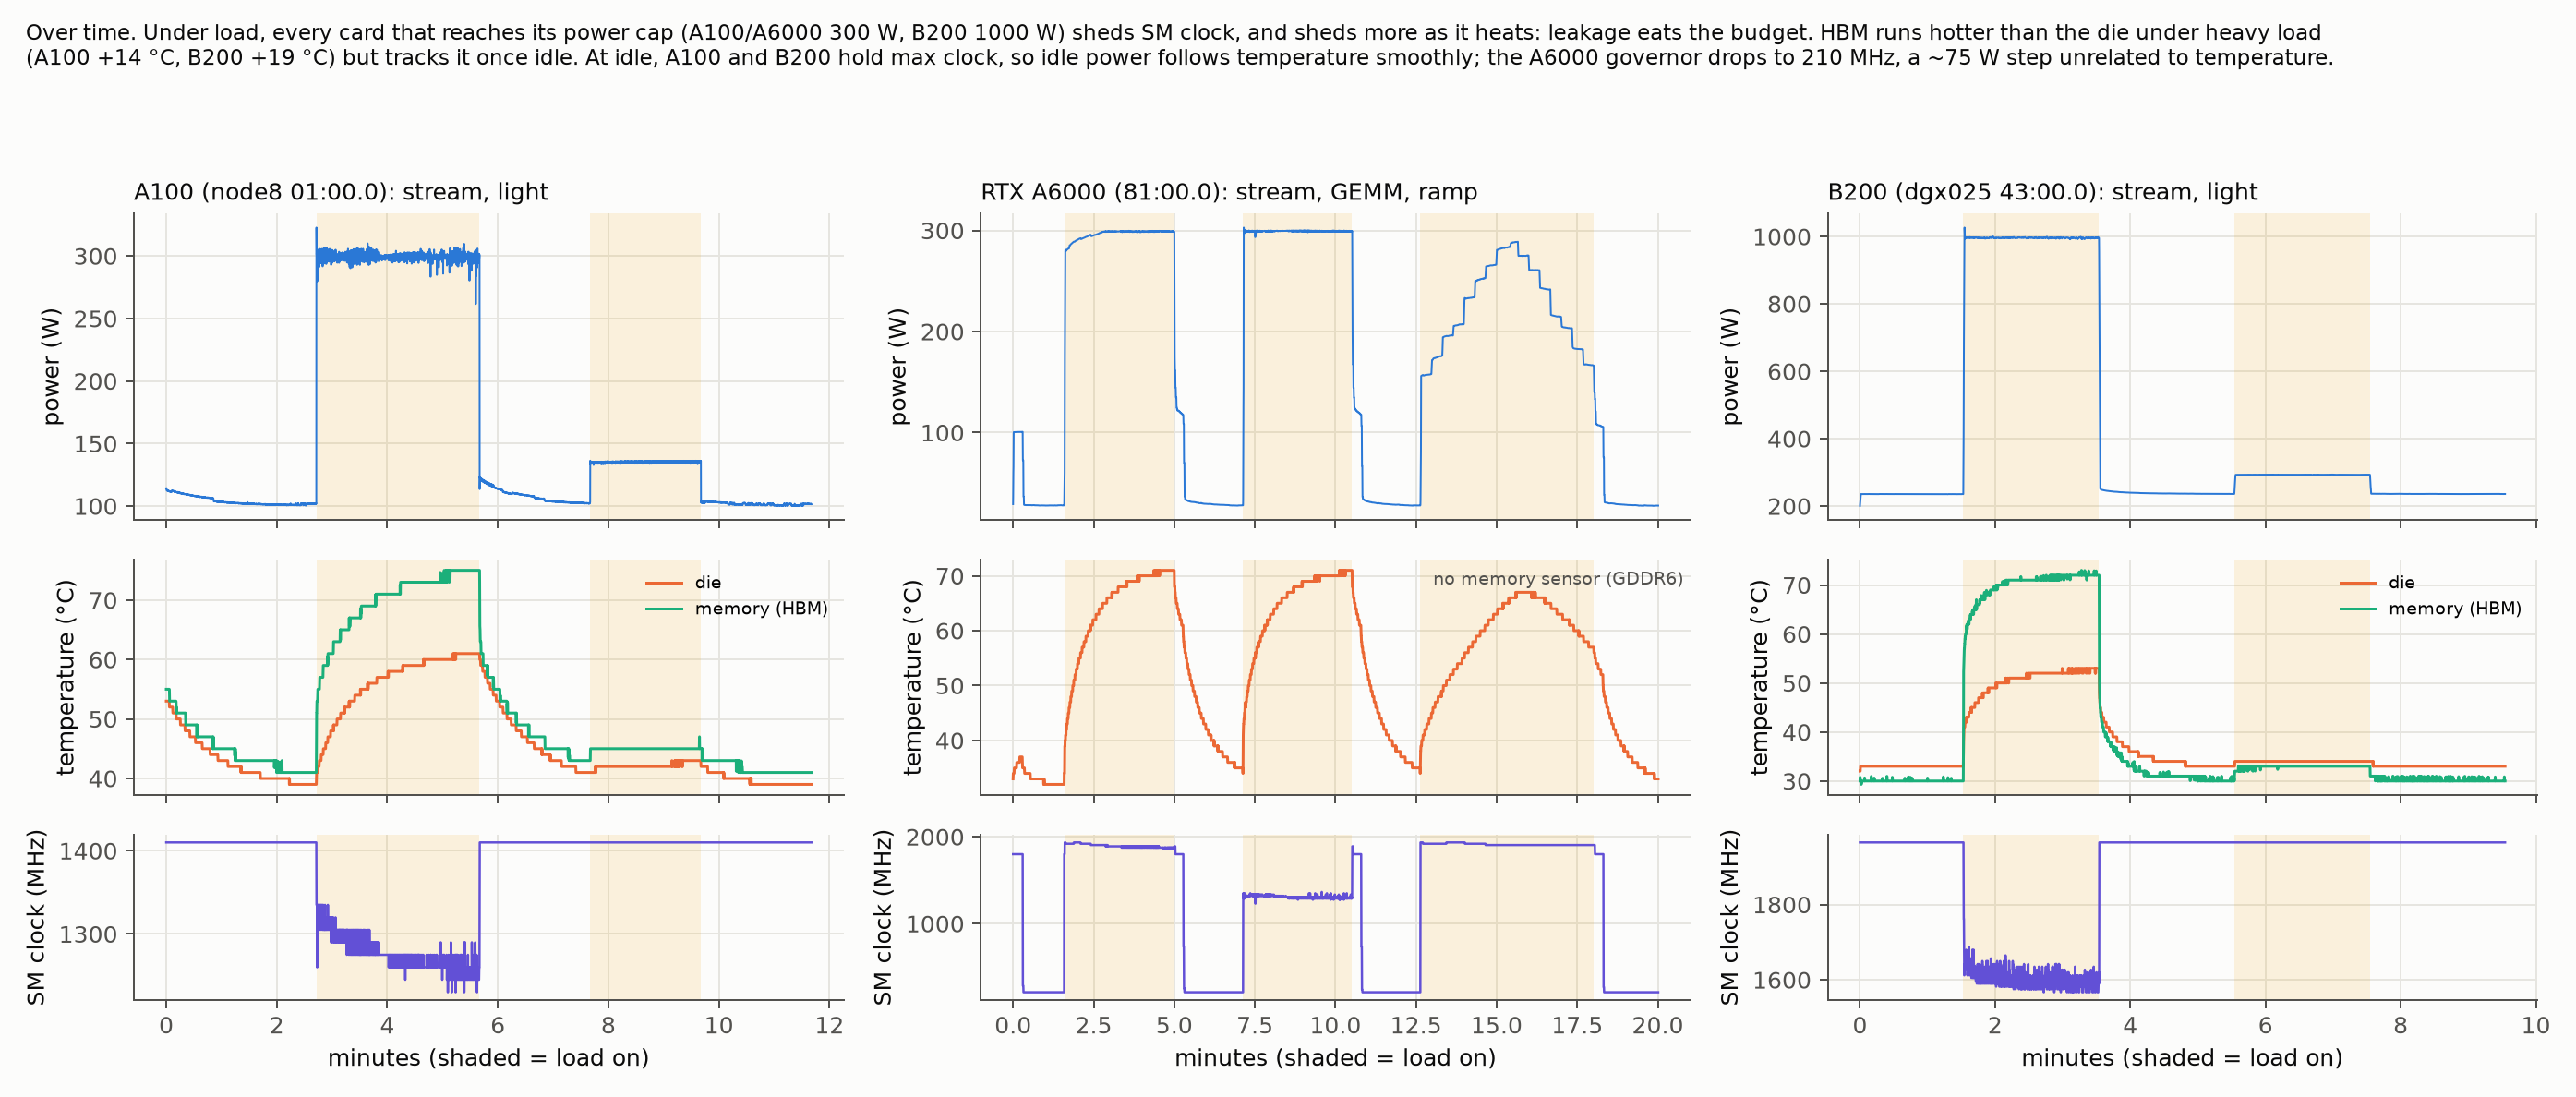 Over time. Under load, every card that reaches its power cap (A100/A6000 300 W, B200 1000 W) sheds SM clock, and sheds more as it heats: leakage eats the budget. HBM runs hotter than the die under heavy load
(A100 +14 °C, B200 +19 °C) but tracks it once idle. At idle, A100 and B200 hold max clock, so idle power follows temperature smoothly; the A6000 governor drops to 210 MHz, a ~75 W step unrelated to temperature.
A100 (node8 01:00.0): stream, light
power (W)
300
250
200
150
100
temperature (°C)
70
60
50
40
die
memory (HBM)
SM clock (MHz)
1400
1300
0 2 4 6 8 10 12
minutes (shaded = load on)
RTX A6000 (81:00.0): stream, GEMM, ramp
power (W)
300
200
100
temperature (°C)
70
60
50
40
no memory sensor (GDDR6)
SM clock (MHz)
2000
1000
0.0 2.5 5.0 7.5 10.0 12.5 15.0 17.5 20.0
minutes (shaded = load on)
B200 (dgx025 43:00.0): stream, light
power (W)
1000
800
600
400
200
temperature (°C)
70
60
50
40
30
die
memory (HBM)
SM clock (MHz)
1800
1600
0 2 4 6 8 10
minutes (shaded = load on)